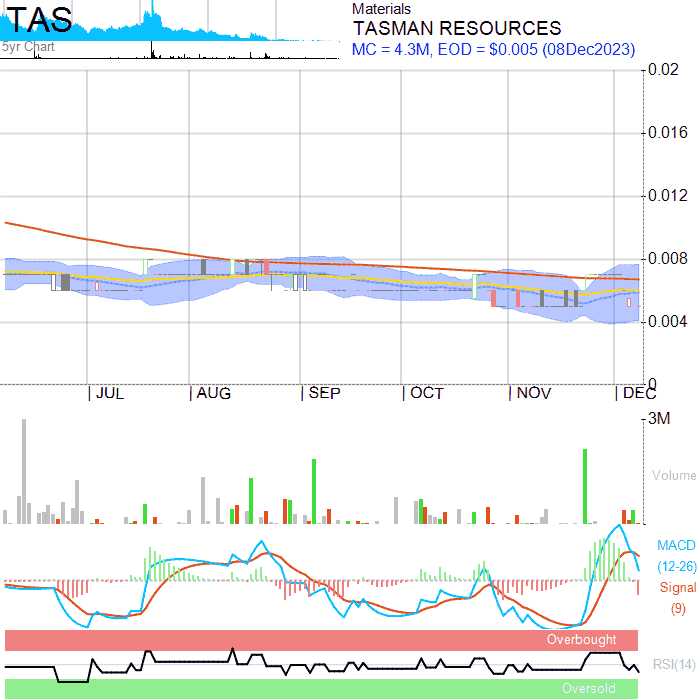 TAS
5yr Chart
Materials
TASMAN RESOURCES
MC = 4.3M, EOD = $0.005 (08Dec2023)
0.02
0.016
0.012
0.008
0.004
0
JUL AUG SEP OCT NOV DEC
3M
Volume
MACD
(12-26)
Signal
(9)
Overbought
RSI(14)
Oversold